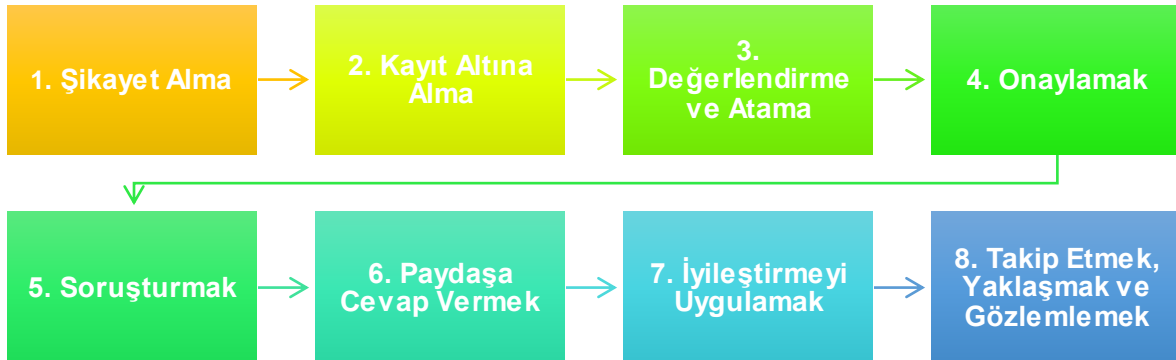 1. Şikayet Alma
2. Kayıt Altına
Alma
3.
Değerlendirme
ve Atama
4. Onaylamak
5. Soruşturmak
6. Paydaşa
Cevap Vermek
7. İyileştirmeyi
Uygulamak
8. Takip Etmek,
Yaklaşmak ve
Gözlemlemek